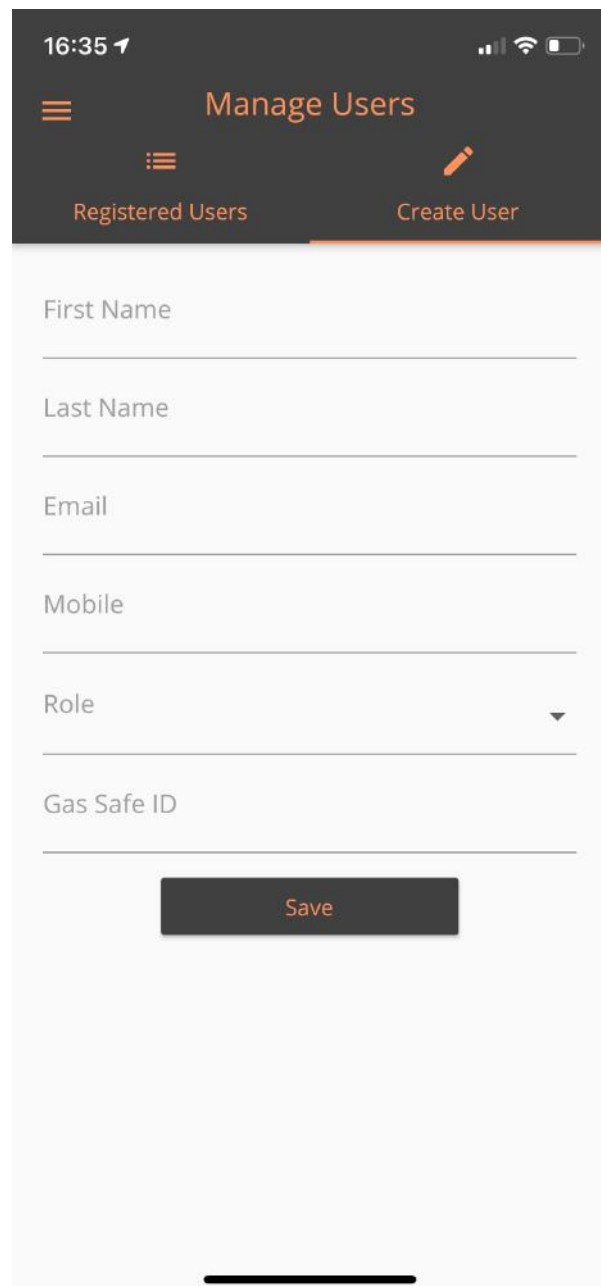 16:35
Manage Users
Registered Users
Create User
First Name
Last Name
Email
Mobile
Role
Gas Safe ID
Save